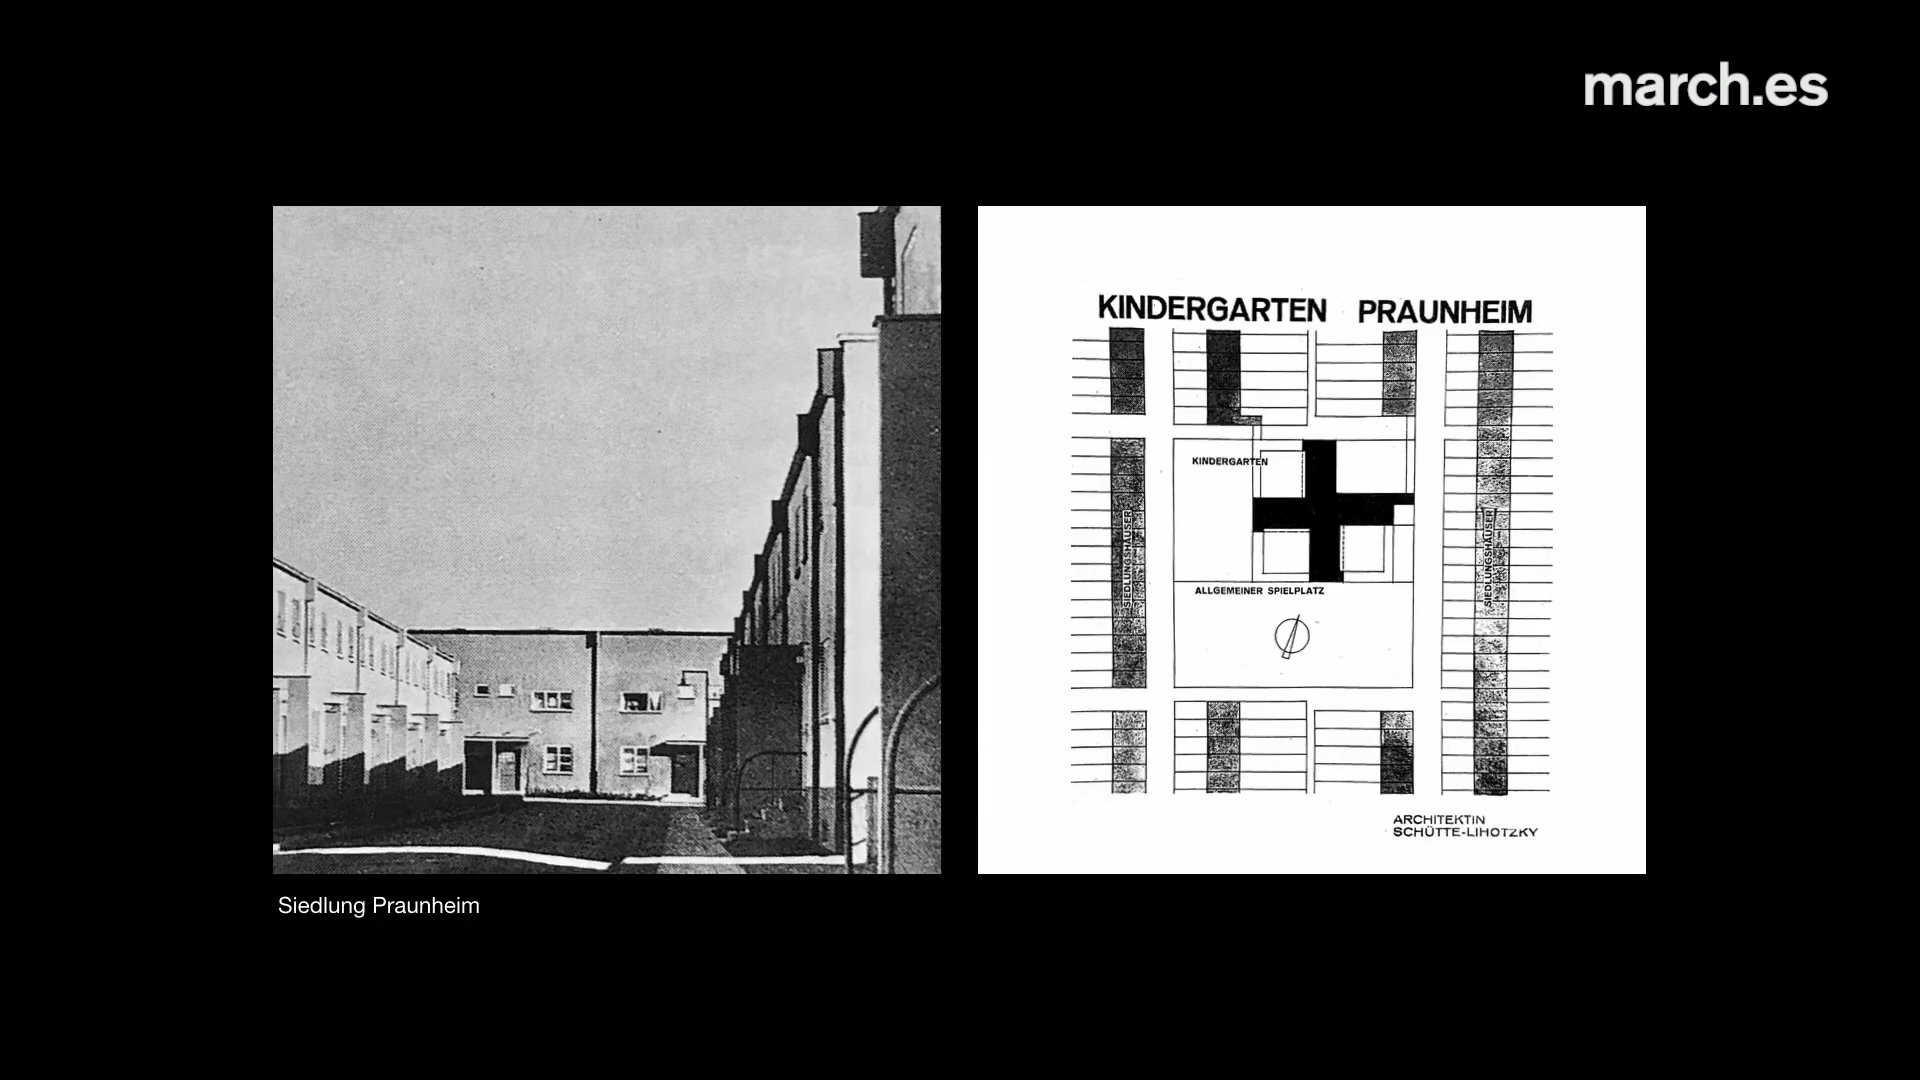 march.es
KINDERGARTEN PRAUNHEIM
KINDERGARTEN
SIEDLUNGSHÄUSER
SIEDLUNGSHÄUSER
ALLGEMEINER SPIELPLATZ
ARCHITEKTIN
SCHÜTTE-LIHOTZKY
Siedlung Praunheim